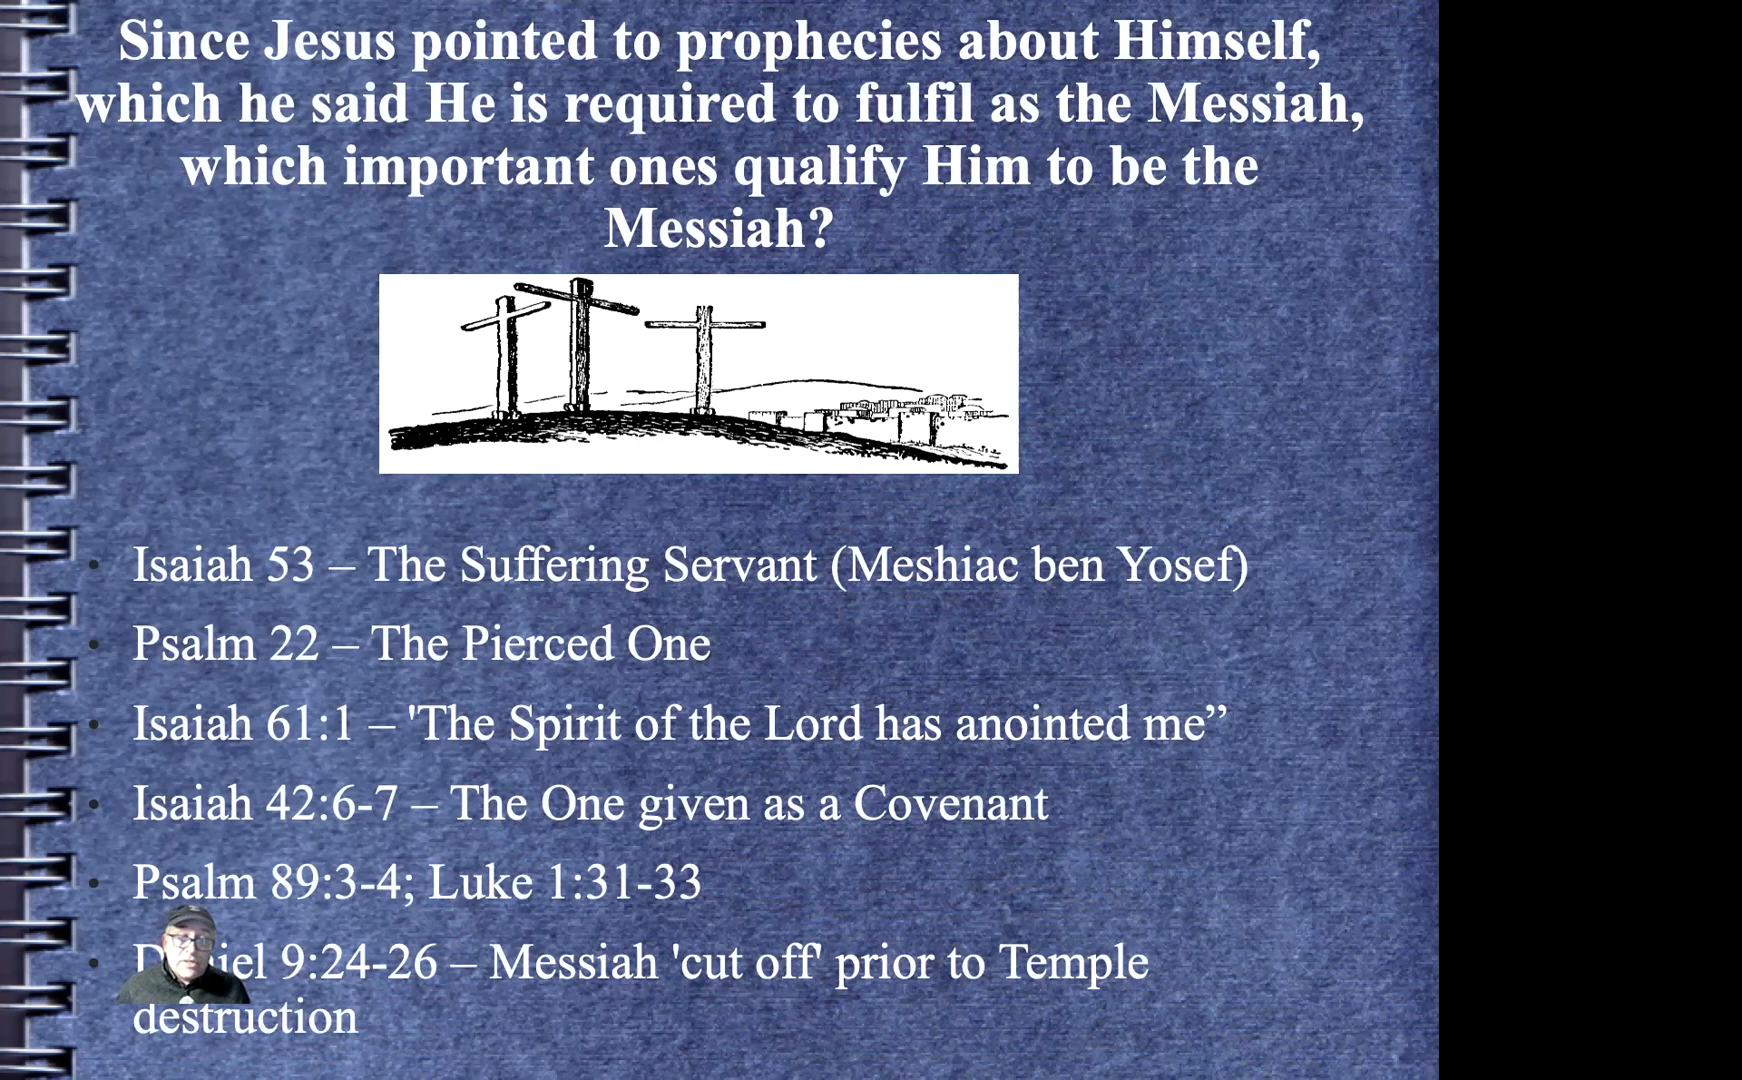 Since Jesus pointed to prophecies about Himself,
which he said He is required to fulfil as the Messiah,
which important ones qualify Him to be the
Messiah?
Isaiah 53 – The Suffering Servant (Meshiac ben Yosef)
Psalm 22 – The Pierced One
Isaiah 61:1 – 'The Spirit of the Lord has anointed me”
Isaiah 42:6-7 – The One given as a Covenant
Psalm 89:3-4; Luke 1:31-33
Daniel 9:24-26 – Messiah 'cut off' prior to Temple
destruction